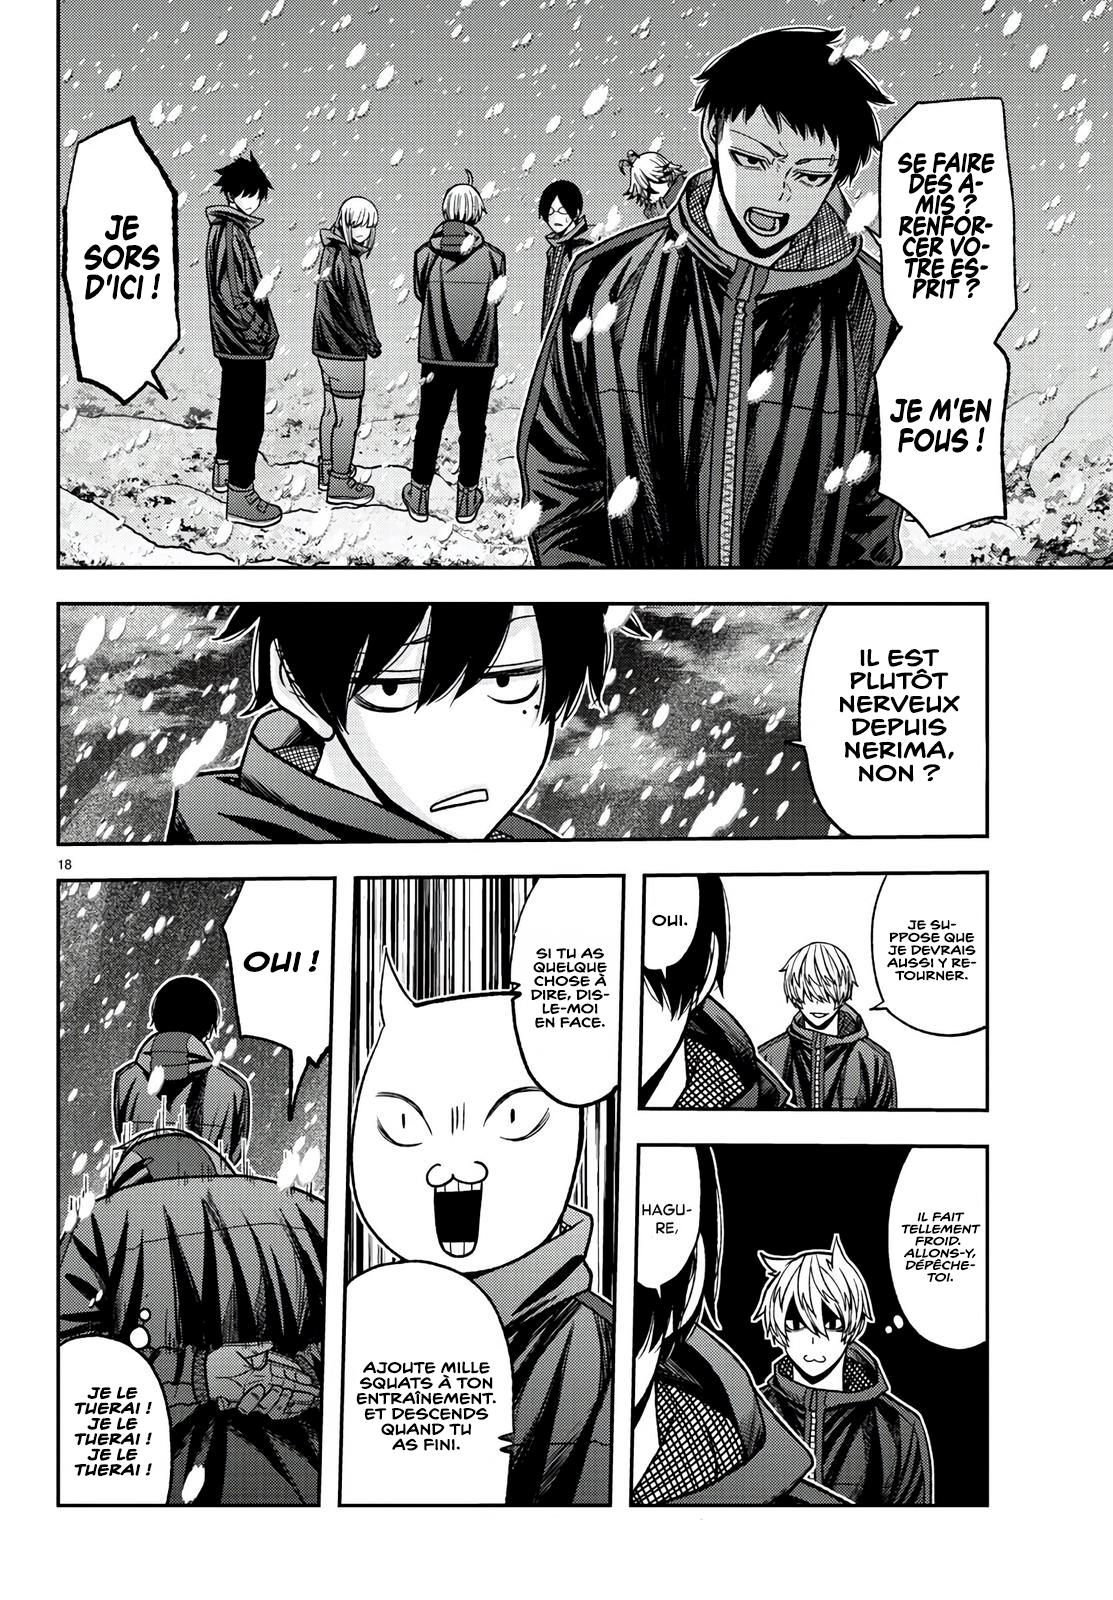 SE FAIRE
DES A-
MIS ?
RENFOR-
CER VO-
TRE ES-
PRIT ?
JE M'EN
FOUS !
JE
SORS
D'ICI !
IL EST
PLUTÔT
NERVEUX
DEPUIS
NERIMA,
NON ?
18
JE SUP-
POSE QUE
JE DEVRAIS
AUSSI Y RE-
TOURNER.
OUI.
IL FAIT
TELLEMENT
FROID.
ALLONS-Y,
DÉPÊCHE-
TOI.
HAGU-
RE,
SI TU AS
QUELQUE
CHOSE À
DIRE, DIS-
LE-MOI
EN FACE.
AJOUTE MILLE
SQUATS À TON
ENTRAÎNEMENT.
ET DESCENDS
QUAND TU
AS FINI.
OUI !
JE LE
TUERAI !
JE LE
TUERAI !
JE LE
TUERAI !